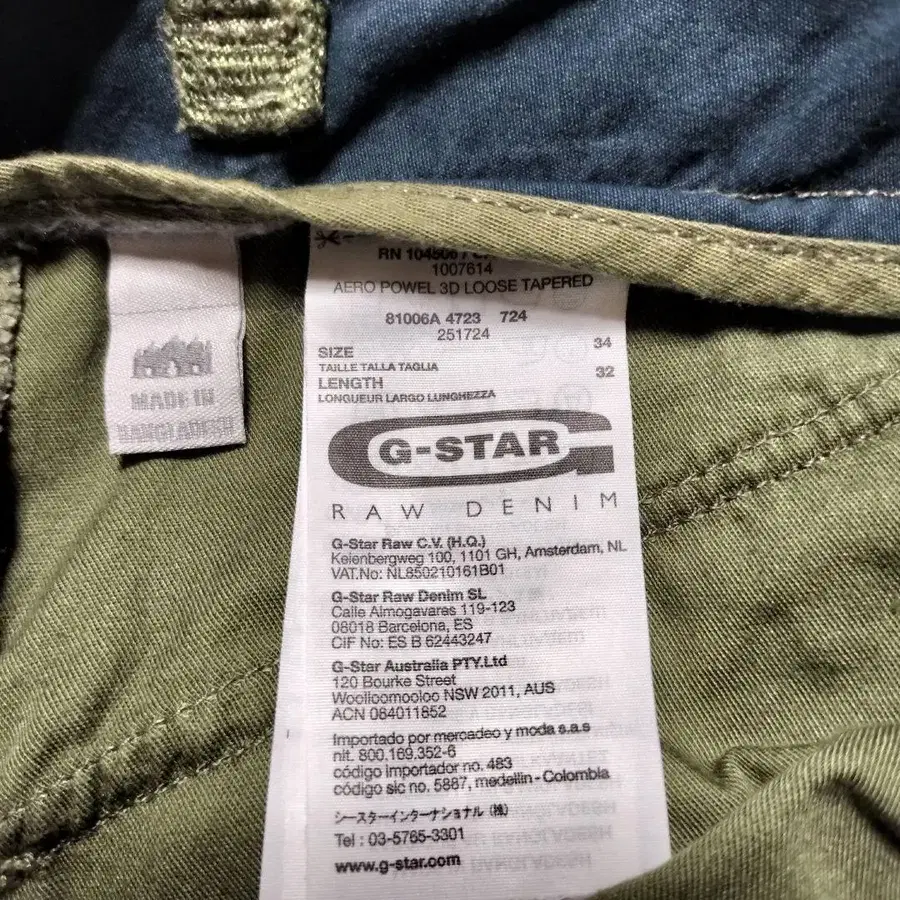 MADE IN
BANGLADESH
RN 104506 / C
1007614
AERO POWEL 3D LOOSE TAPERED
81006A 4723 724
251724
SIZE 34
TAILLE TALLA TAGLIA
LENGTH 32
LONGUEUR LARGO LUNGHEZZA
G-STAR
RAW DENIM
G-Star Raw C.V. (H.Q.)
Keienbergweg 100, 1101 GH, Amsterdam, NL
VAT.No: NL850210161B01
G-Star Raw Denim SL
Calle Almogavares 119-123
08018 Barcelona, ES
CIF No: ES B 62443247
G-Star Australia PTY.Ltd
120 Bourke Street
Woolloomooloo NSW 2011, AUS
ACN 084011852
Importado por mercadeo y moda s.a.s
nit. 800.169.352-6
código importador no. 483
código sic no. 5887, medellin - Colombia
ジースターインターナショナル (株)
Tel : 03-5765-3301
www.g-star.com